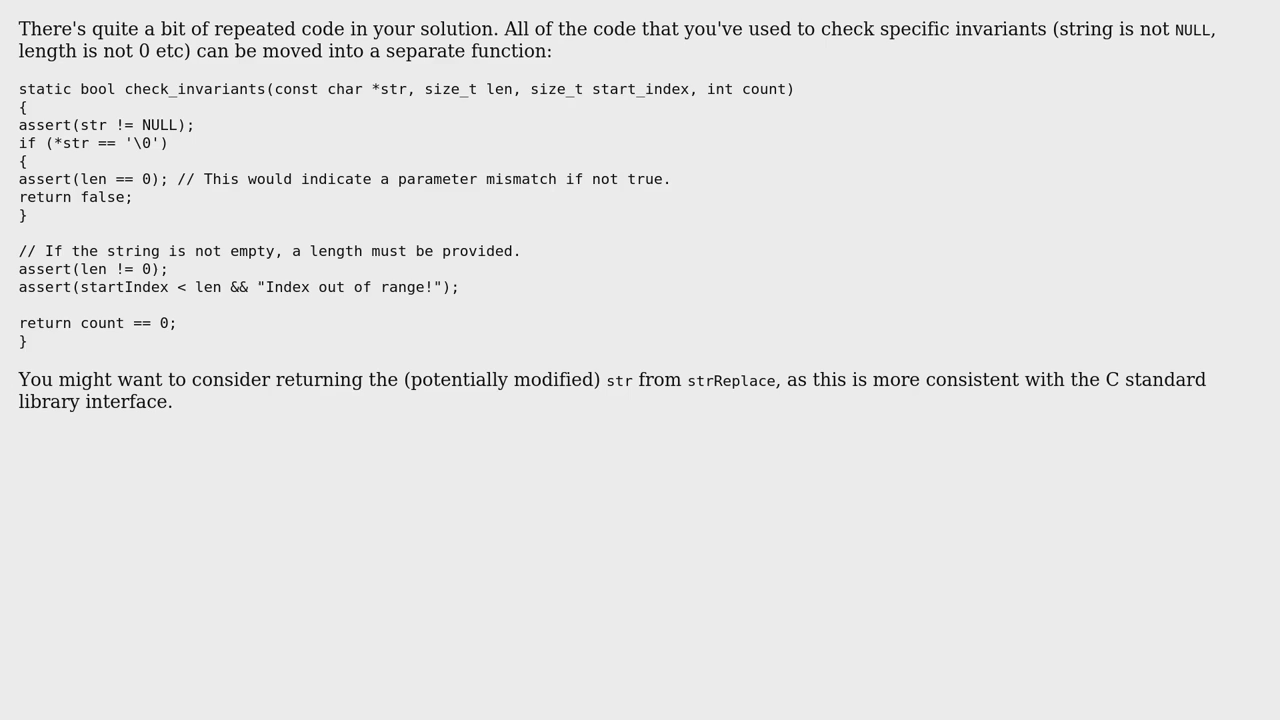 There's quite a bit of repeated code in your solution. All of the code that you've used to check specific invariants (string is not NULL,
length is not 0 etc) can be moved into a separate function:
static bool check_invariants(const char *str, size_t len, size_t start_index, int count)
{
assert(str != NULL);
if (*str == '\0')
{
assert(len == 0); // This would indicate a parameter mismatch if not true.
return false;
}
// If the string is not empty, a length must be provided.
assert(len != 0);
assert(startIndex < len && "Index out of range!");
return count == 0;
}
You might want to consider returning the (potentially modified) str from strReplace, as this is more consistent with the C standard
library interface.